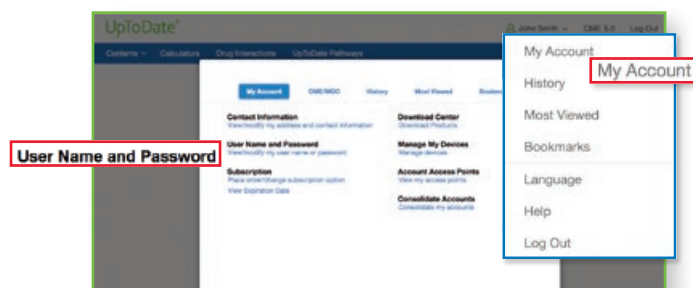 UpToDate®
John Smith CME 5.0 Log Out
Contents Calculators Drug Interactions UpToDate Pathways
My Account CME/MOC History Most Viewed
Contact Information
View/modify my address and contact information
User Name and Password
View/modify my user name or password
Subscription
Place order/change subscription option
View Expiration Date
Download Center
Download Products
Manage My Devices
Manage devices
Account Access Points
View my access points
Consolidate Accounts
Consolidate my accounts
User Name and Password
My Account
My Account
History
Most Viewed
Bookmarks
Language
Help
Log Out